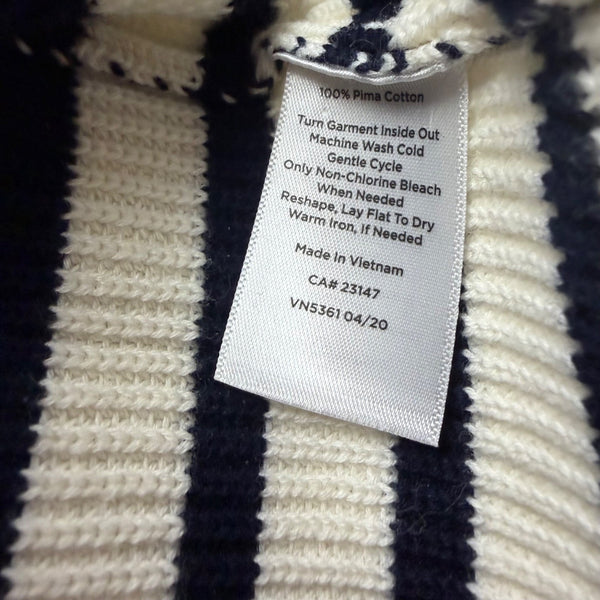 100% Pima Cotton
Turn Garment Inside Out
Machine Wash Cold
Gentle Cycle
Only Non-Chlorine Bleach
When Needed
Reshape, Lay Flat To Dry
Warm Iron, If Needed
Made In Vietnam
CA# 23147
VN5361 04/20